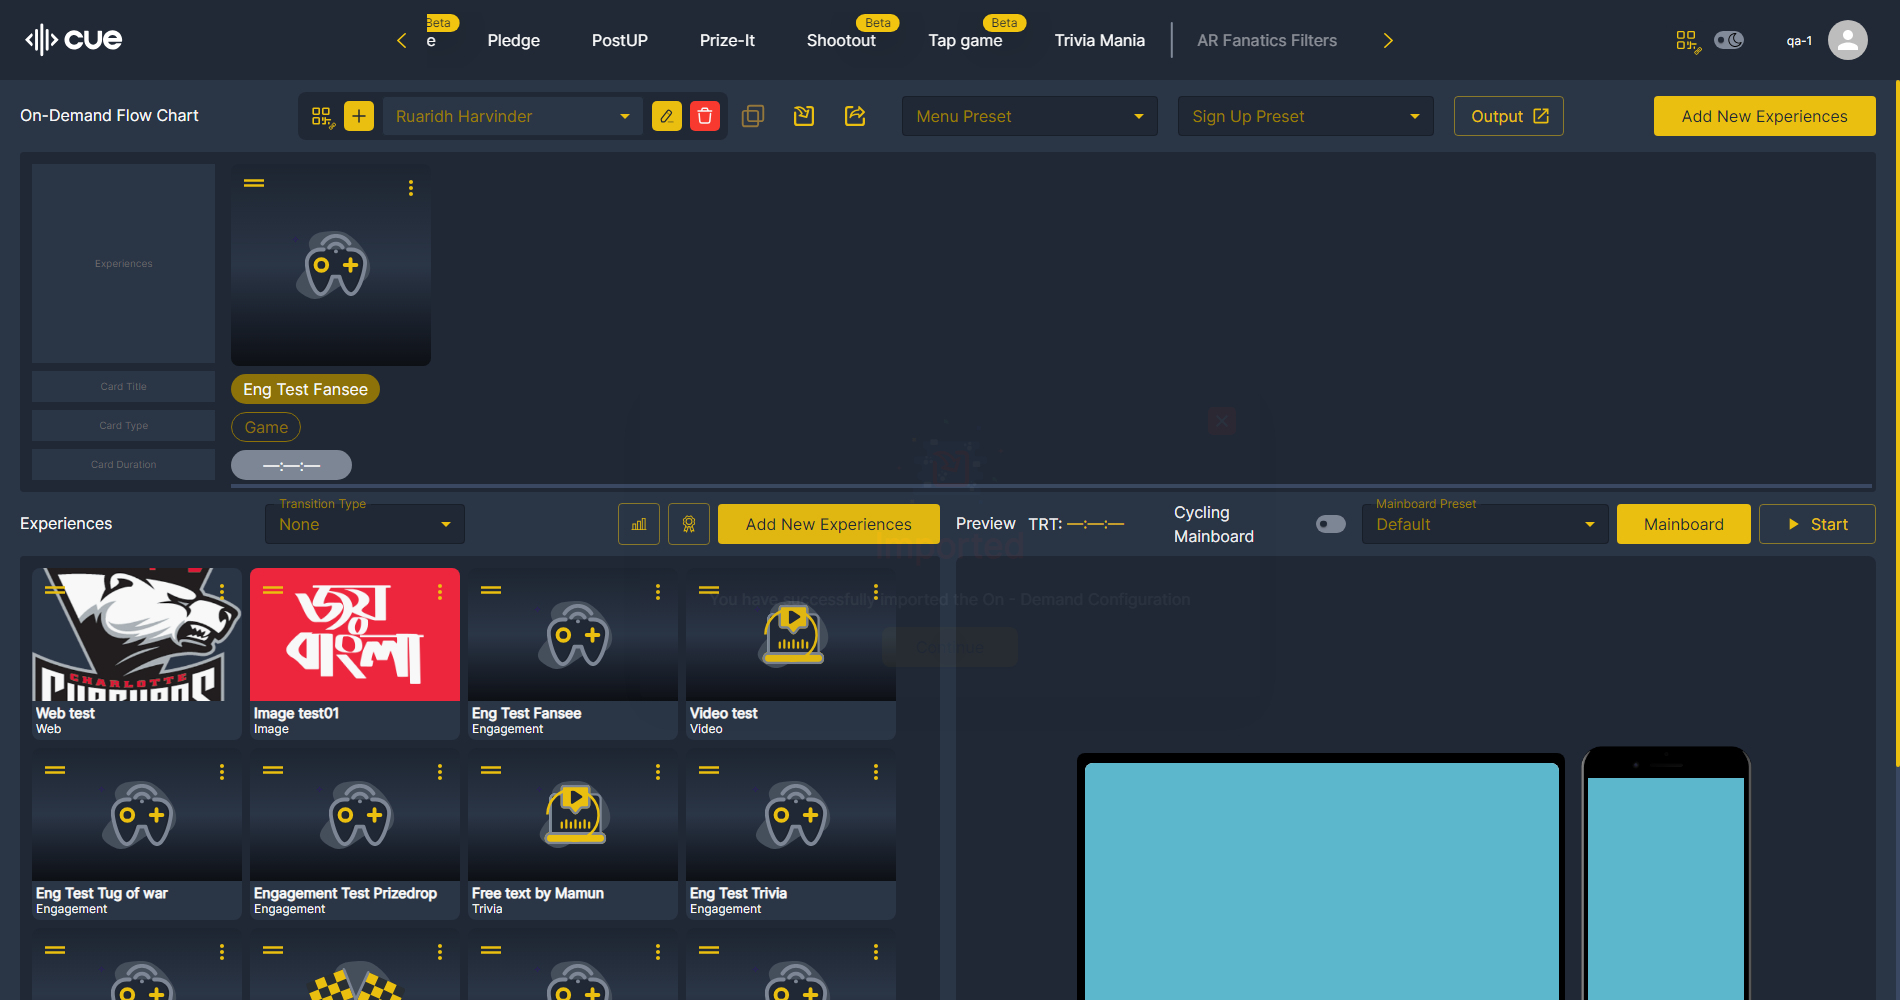 cue
e
Beta
Pledge
PostUP
Prize-It
Shootout
Beta
Tap game
Beta
Trivia Mania
AR Fanatics Filters
qa-1
On-Demand Flow Chart
Ruaridh Harvinder
Menu Preset
Sign Up Preset
Output
Add New Experiences
Experiences
Card Title
Eng Test Fansee
Card Type
Game
Card Duration
—:—:—
Experiences
Transition Type
None
Add New Experiences
Preview
TRT: —:—:—
Cycling
Mainboard
Mainboard Preset
Default
Mainboard
Start
Imported
You have successfully imported the On - Demand Configuration
CHARLOTTE
Web test
Web
জয়
বাংলা
Image test01
Image
Eng Test Fansee
Engagement
Video test
Video
Eng Test Tug of war
Engagement
Engagement Test Prizedrop
Engagement
Free text by Mamun
Trivia
Eng Test Trivia
Engagement